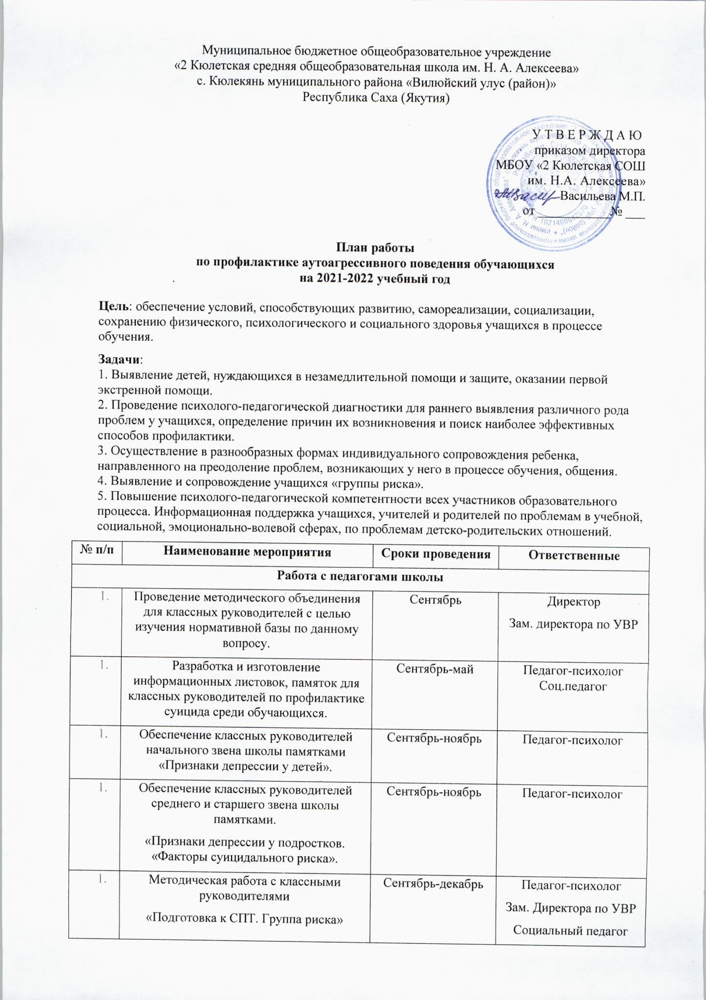 Муниципальное бюджетное общеобразовательное учреждение
«2 Кюлетская средняя общеобразовательная школа им. Н. А. Алексеева»
с. Кюлекянь муниципального района «Вилюйский улус (район)»
Республика Саха (Якутия)
У Т В Е Р Ж Д А Ю
приказом директора
МБОУ «2 Кюлетская СОШ
им. Н.А. Алексеева»
Васильева М.П.
от ___________№ ___
1021400642570
План работы
по профилактике аутоагрессивного поведения обучающихся
на 2021-2022 учебный год
Цель: обеспечение условий, способствующих развитию, самореализации, социализации,
сохранению физического, психологического и социального здоровья учащихся в процессе
обучения.
Задачи:
1. Выявление детей, нуждающихся в незамедлительной помощи и защите, оказании первой
экстренной помощи.
2. Проведение психолого-педагогической диагностики для раннего выявления различного рода
проблем у учащихся, определение причин их возникновения и поиск наиболее эффективных
способов профилактики.
3. Осуществление в разнообразных формах индивидуального сопровождения ребенка,
направленного на преодоление проблем, возникающих у него в процессе обучения, общения.
4. Выявление и сопровождение учащихся «группы риска».
5. Повышение психолого-педагогической компетентности всех участников образовательного
процесса. Информационная поддержка учащихся, учителей и родителей по проблемам в учебной,
социальной, эмоционально-волевой сферах, по проблемам детско-родительских отношений.
№ п/п Наименование мероприятия Сроки проведения Ответственные
Работа с педагогами школы
1. Проведение методического объединения Сентябрь Директор
для классных руководителей с целью
изучения нормативной базы по данному Зам. директора по УВР
вопросу.
1. Разработка и изготовление Сентябрь-май Педагог-психолог
информационных листовок, памяток для Соц.педагог
классных руководителей по профилактике
суицида среди обучающихся.
1. Обеспечение классных руководителей Сентябрь-ноябрь Педагог-психолог
начального звена школы памятками
«Признаки депрессии у детей».
1. Обеспечение классных руководителей Сентябрь-ноябрь Педагог-психолог
среднего и старшего звена школы
памятками.
«Признаки депрессии у подростков.
«Факторы суицидального риска».
1. Методическая работа с классными Сентябрь-декабрь Педагог-психолог
руководителями Зам. Директора по УВР
«Подготовка к СПТ. Группа риска» Социальный педагог